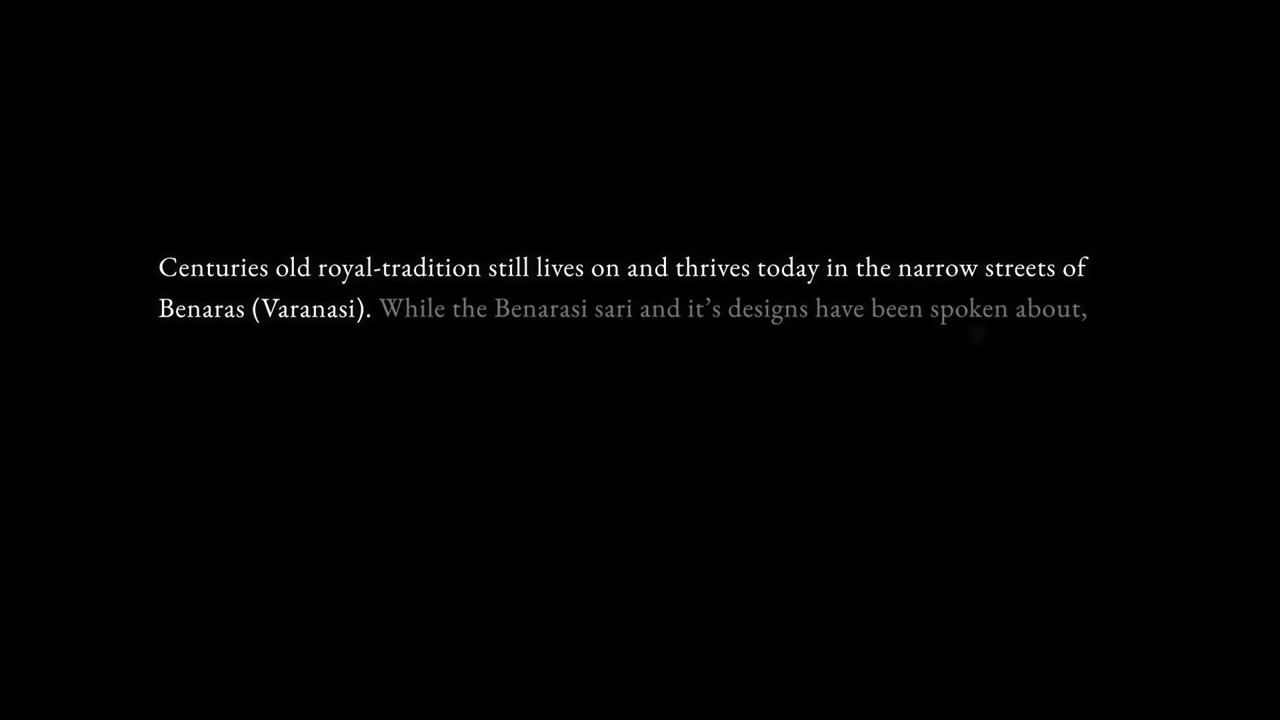 Centuries old royal-tradition still lives on and thrives today in the narrow streets of
Benaras (Varanasi). While the Benarasi sari and it’s designs have been spoken about,